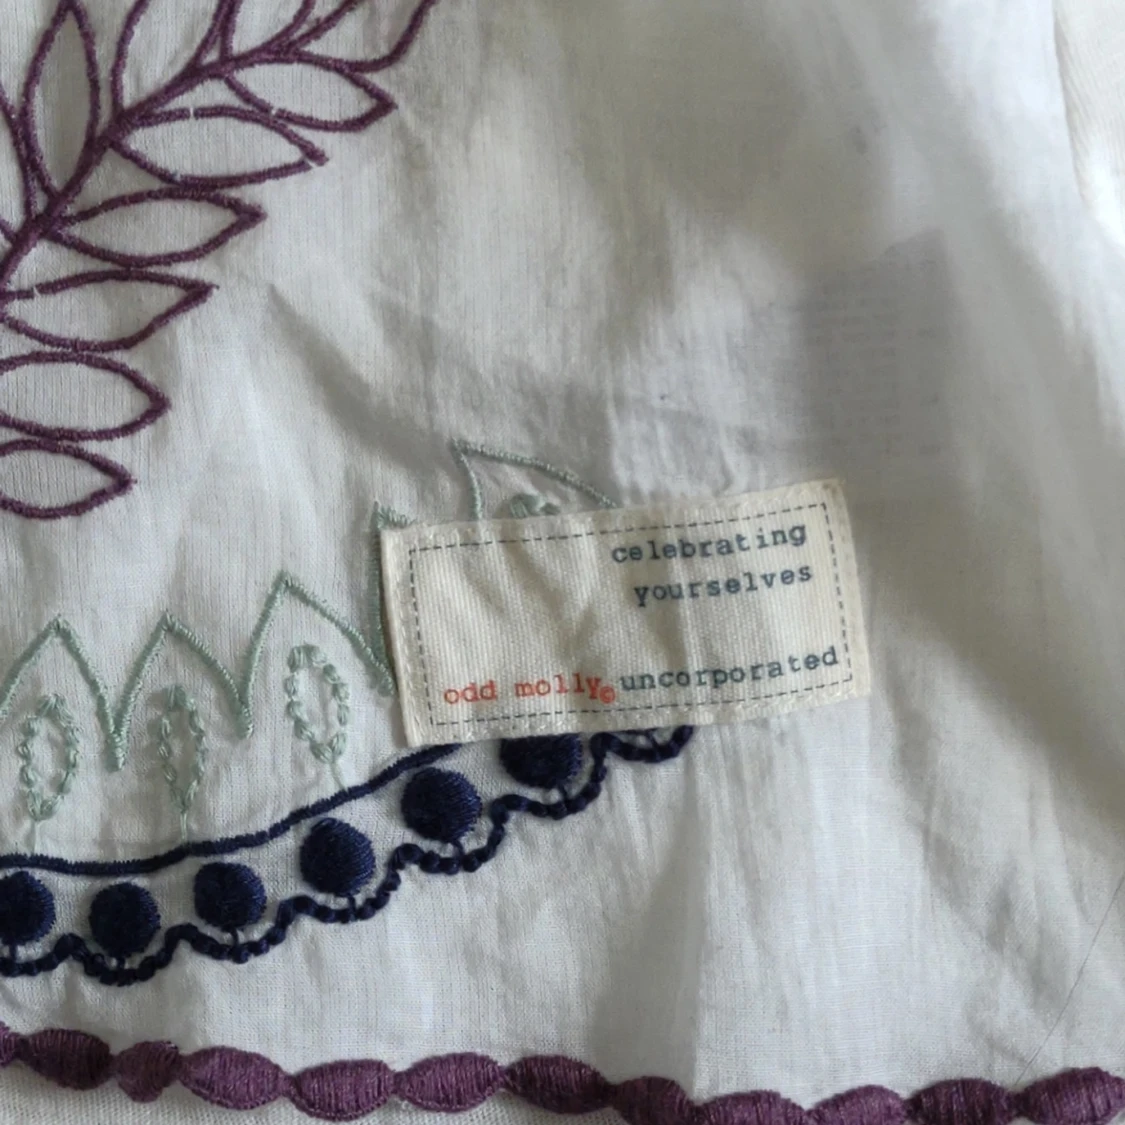 celebrating
yourselves
odd molly© uncorporated